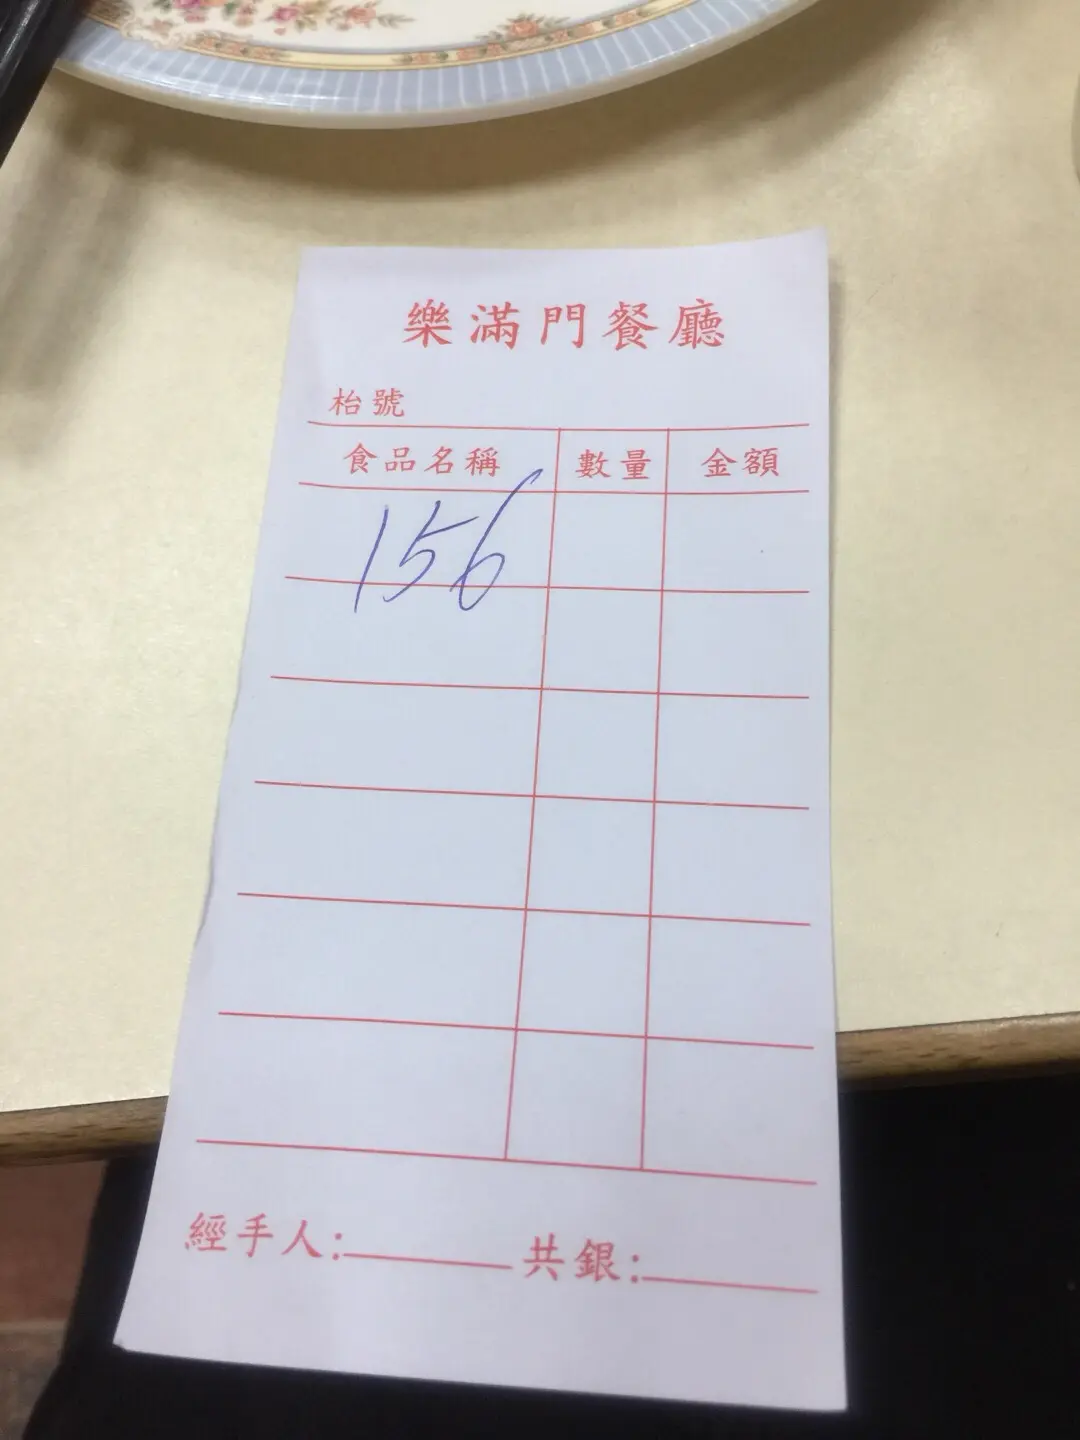 樂滿門餐廳
枱號
食品名稱 數量 金額
156
經手人: 共銀: